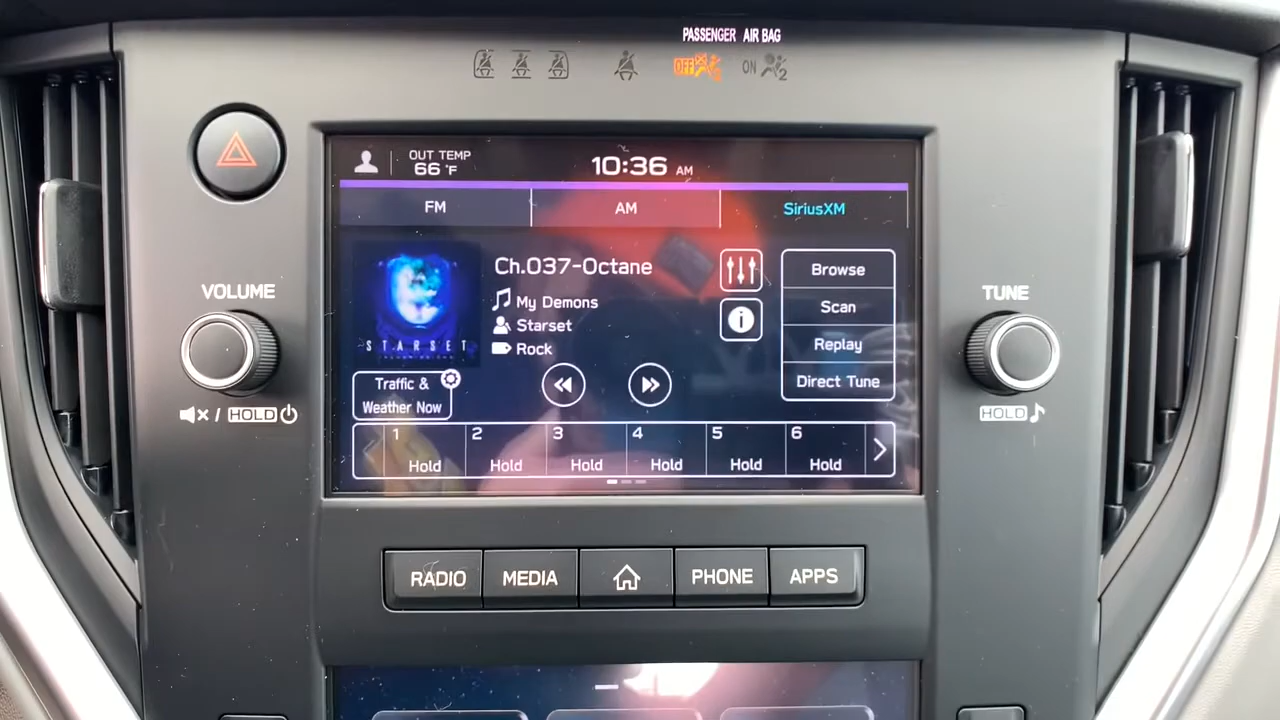 PASSENGER AIR BAG
OFF
2
ON
2
OUT TEMP
66 °F
10:36 AM
FM
AM
SiriusXM
Ch.037-Octane
My Demons
Starset
Rock
STARSET
Browse
Scan
Replay
Direct Tune
Traffic &
Weather Now
1
Hold
2
Hold
3
Hold
4
Hold
5
Hold
6
Hold
VOLUME
/ HOLD
TUNE
HOLD
RADIO
MEDIA
PHONE
APPS